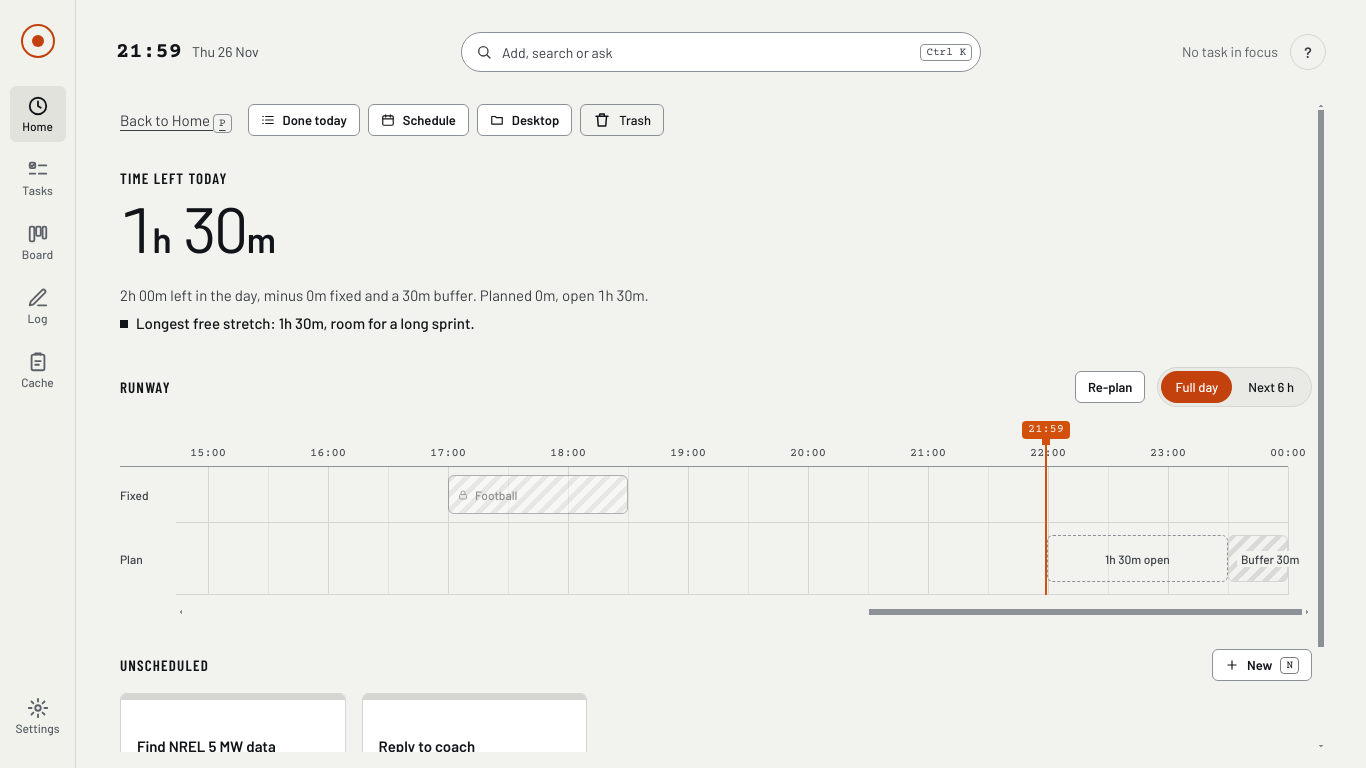 21:59 Thu 26 Nov
Add, search or ask Ctrl K
No task in focus ?
Home
Tasks
Board
Log
Cache
Settings
Back to Home P
Done today
Schedule
Desktop
Trash
TIME LEFT TODAY
1h 30m
2h 00m left in the day, minus 0m fixed and a 30m buffer. Planned 0m, open 1h 30m.
Longest free stretch: 1h 30m, room for a long sprint.
RUNWAY
Re-plan
Full day
Next 6 h
21:59
15:00 16:00 17:00 18:00 19:00 20:00 21:00 22:00 23:00 00:00
Fixed
Football
Plan
1h 30m open
Buffer 30m
UNSCHEDULED
New N
Find NREL 5 MW data
Reply to coach